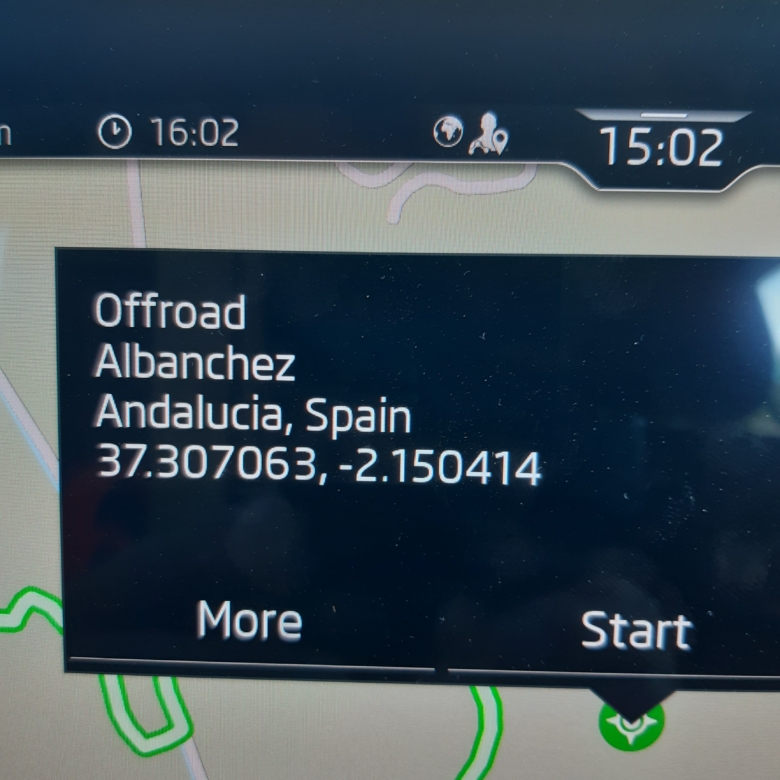 16:02
15:02
Offroad
Albanchez
Andalucia, Spain
37.307063, -2.150414
More Start